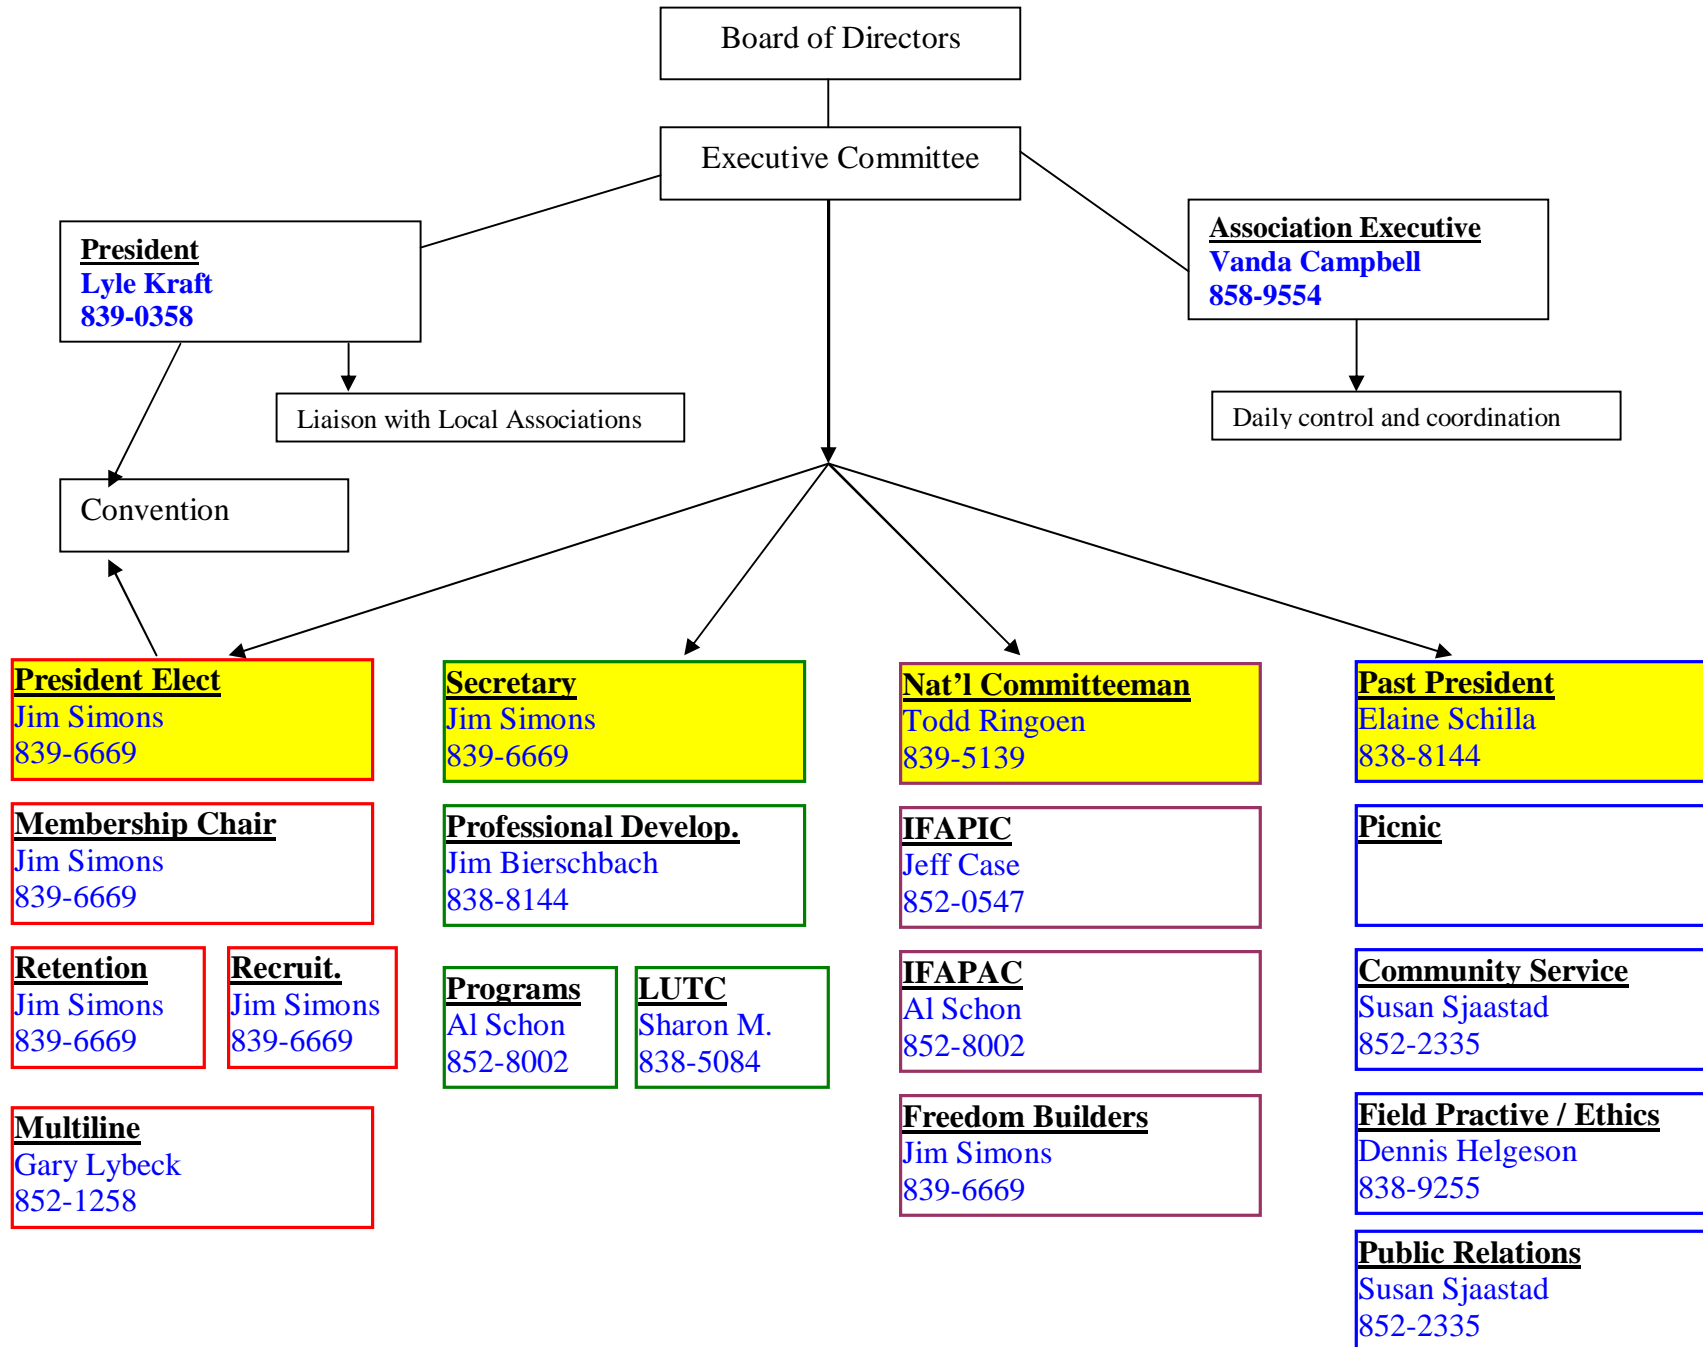 Board of Directors
Executive Committee
President
Lyle Kraft
839-0358
Association Executive
Vanda Campbell
858-9554
Liaison with Local Associations
Daily control and coordination
Convention
President Elect
Jim Simons
839-6669
Secretary
Jim Simons
839-6669
Nat’l Committeeman
Todd Ringoen
839-5139
Past President
Elaine Schilla
838-8144
Membership Chair
Jim Simons
839-6669
Professional Develop.
Jim Bierschbach
838-8144
IFAPIC
Jeff Case
852-0547
Picnic
Retention
Jim Simons
839-6669
Recruit.
Jim Simons
839-6669
Programs
Al Schon
852-8002
LUTC
Sharon M.
838-5084
IFAPAC
Al Schon
852-8002
Community Service
Susan Sjaastad
852-2335
Multiline
Gary Lybeck
852-1258
Freedom Builders
Jim Simons
839-6669
Field Practive / Ethics
Dennis Helgeson
838-9255
Public Relations
Susan Sjaastad
852-2335